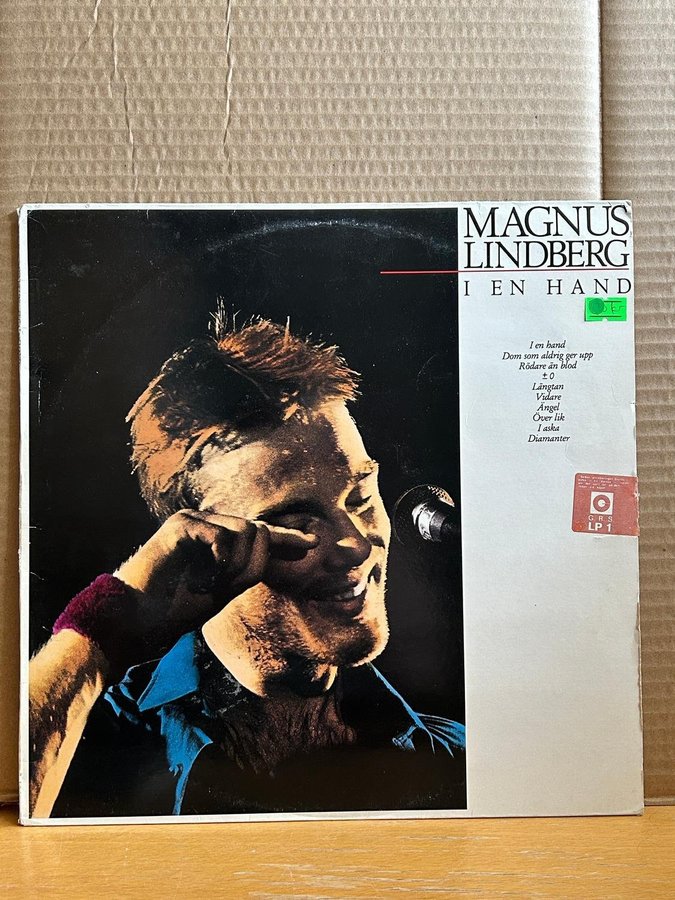 MAGNUS
LINDBERG
I EN HAND
I en hand
Dom som aldrig ger upp
Rödare än blod
± 0
Längtan
Vidare
Ängel
Över lik
I aska
Diamanter
G R S
LP 1